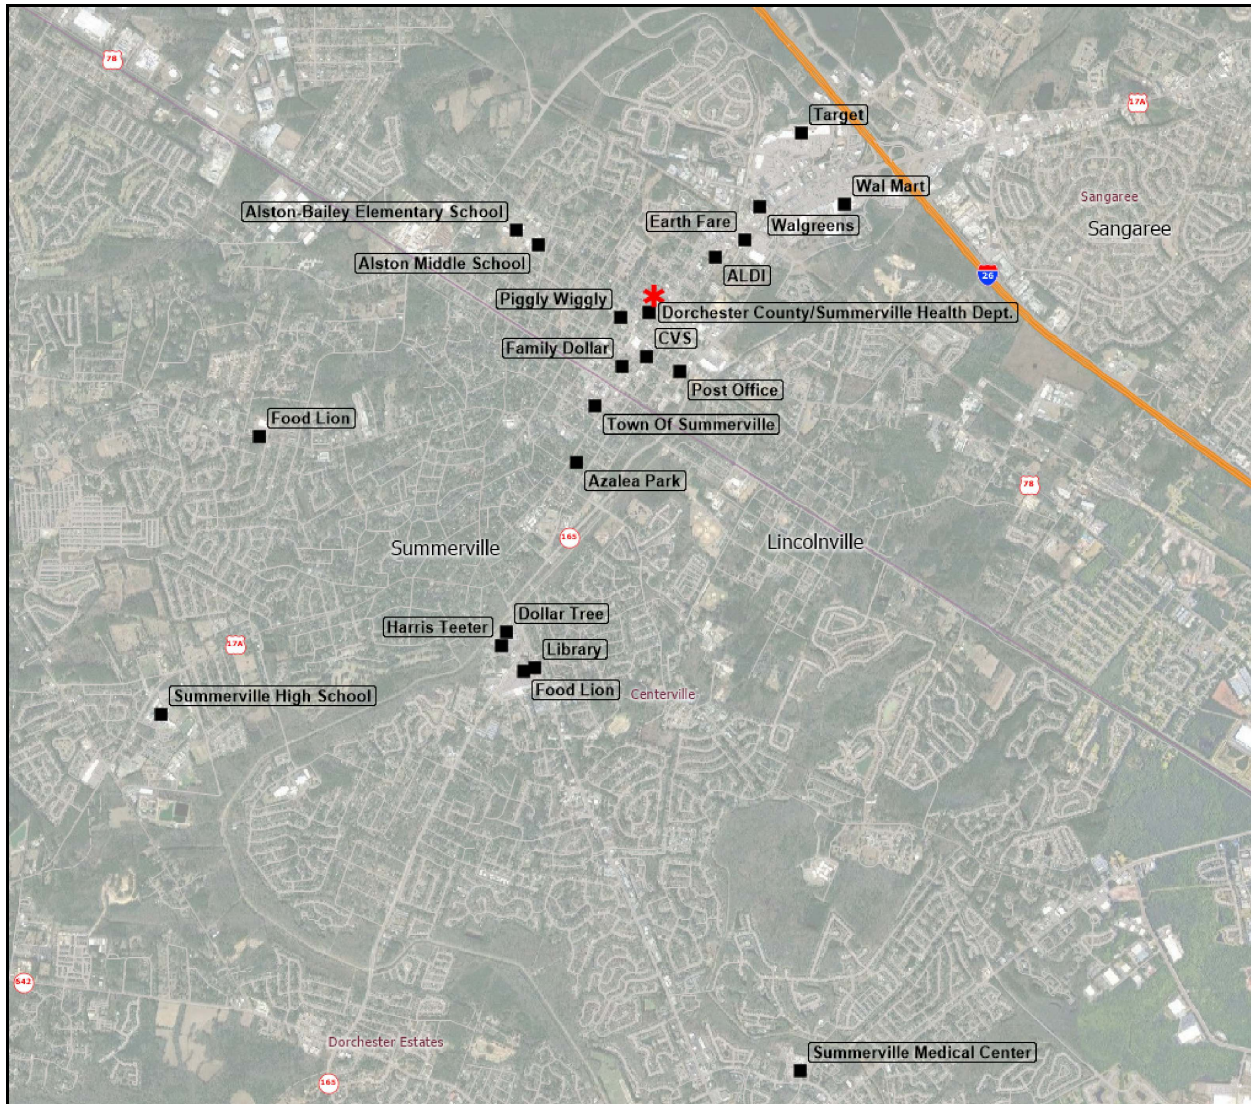 78
17A
Target
Sangaree
Wal Mart
Alston-Bailey Elementary School
Earth Fare
Walgreens
Sangaree
Alston Middle School
ALDI
26
Piggly Wiggly
Dorchester County/Summerville Health Dept.
CVS
Family Dollar
Post Office
Food Lion
Town Of Summerville
Azalea Park
78
165
Summerville
Lincolnville
Dollar Tree
Harris Teeter
17A
Library
Food Lion
Centerville
Summerville High School
642
Dorchester Estates
Summerville Medical Center
165